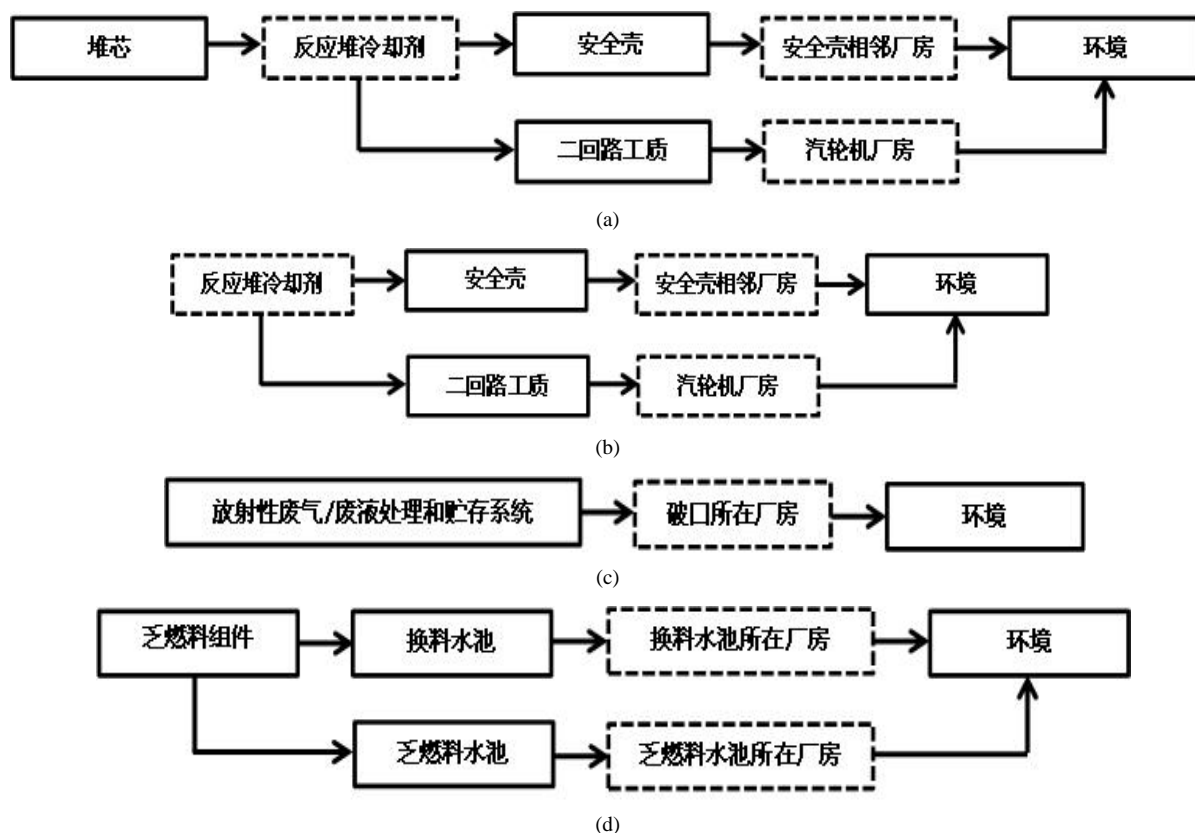 堆芯
反应堆冷却剂
安全壳
安全壳相邻厂房
环境
二回路工质
汽轮机厂房
(a)
反应堆冷却剂
安全壳
安全壳相邻厂房
环境
二回路工质
汽轮机厂房
(b)
放射性废气/废液处理和贮存系统
破口所在厂房
环境
(c)
乏燃料组件
换料水池
换料水池所在厂房
环境
乏燃料水池
乏燃料水池所在厂房
(d)